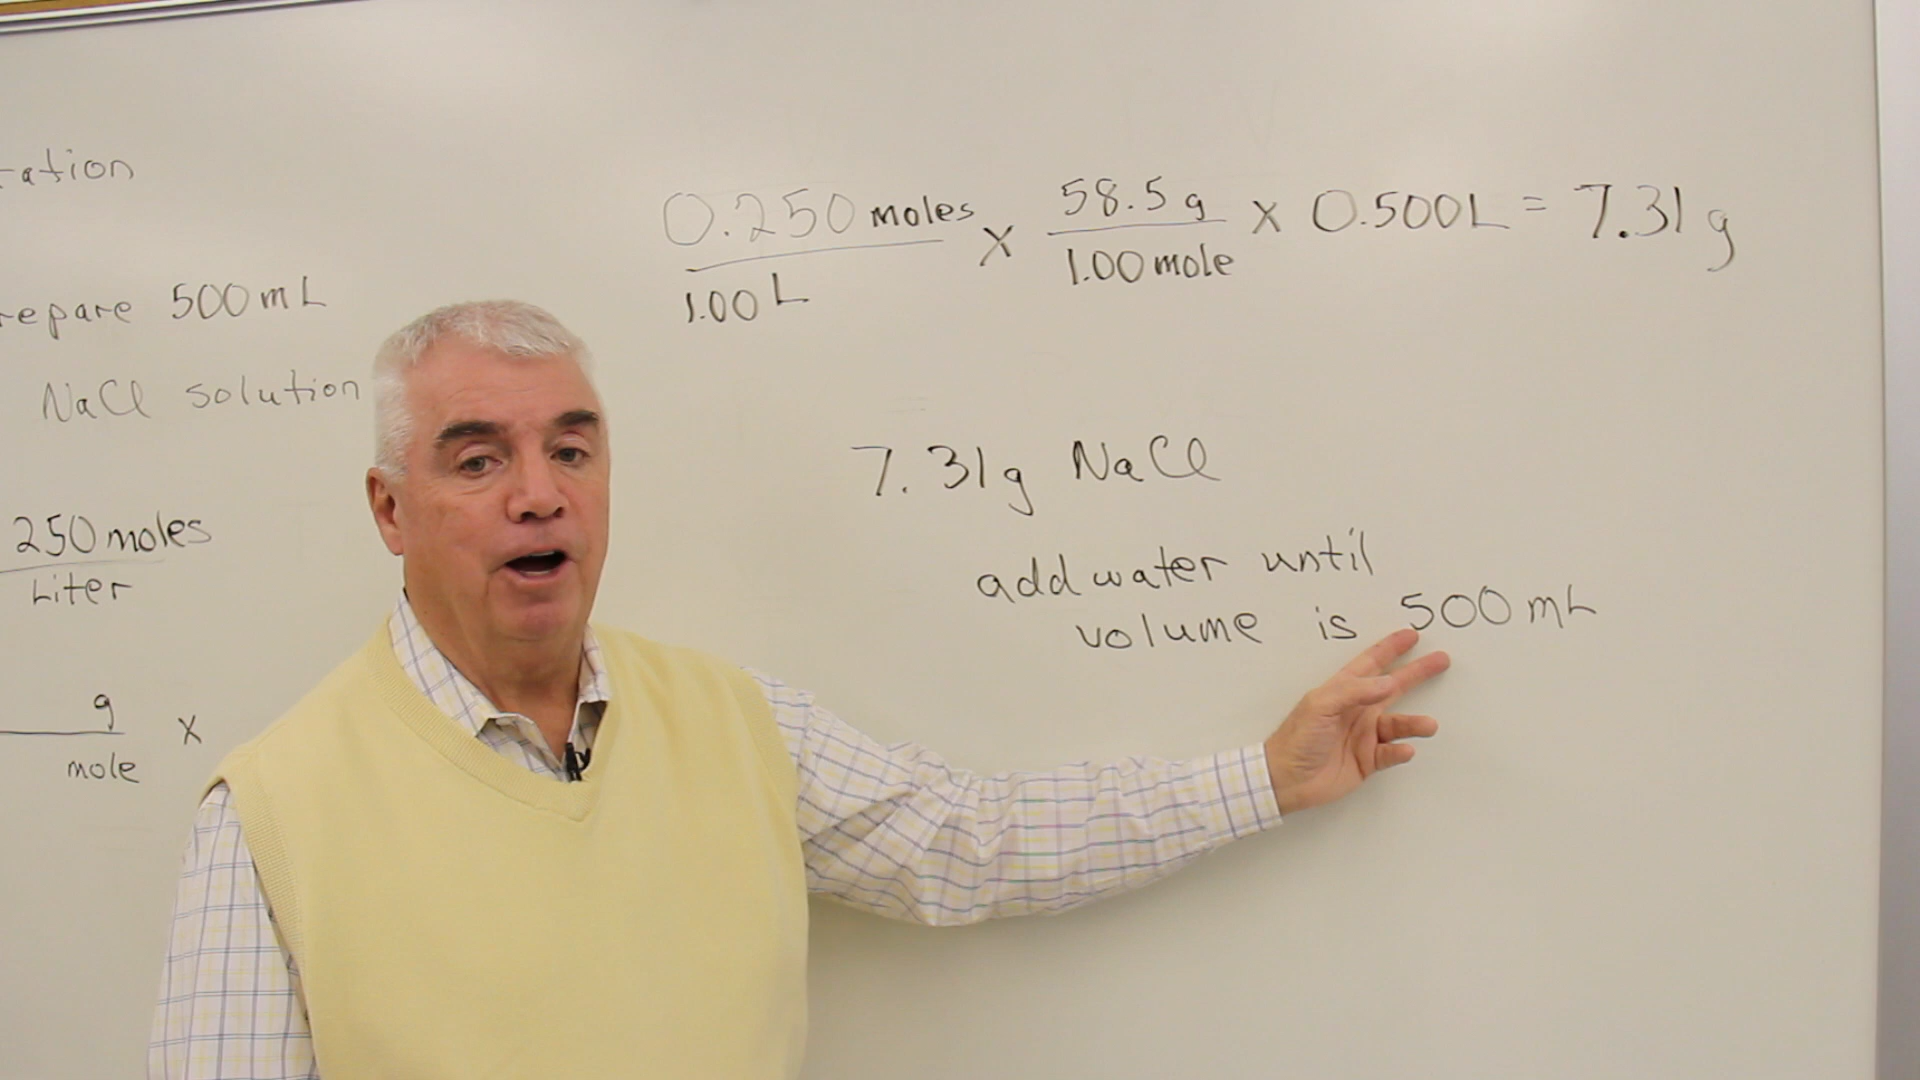 ration
repare 500 mL
NaCl solution
250 moles
Liter
g
mole
x
0.250 moles
1.00 L
x
58.5 g
1.00 mole
x 0.500 L = 7.31 g
7.31 g NaCl
add water until
volume is 500 mL